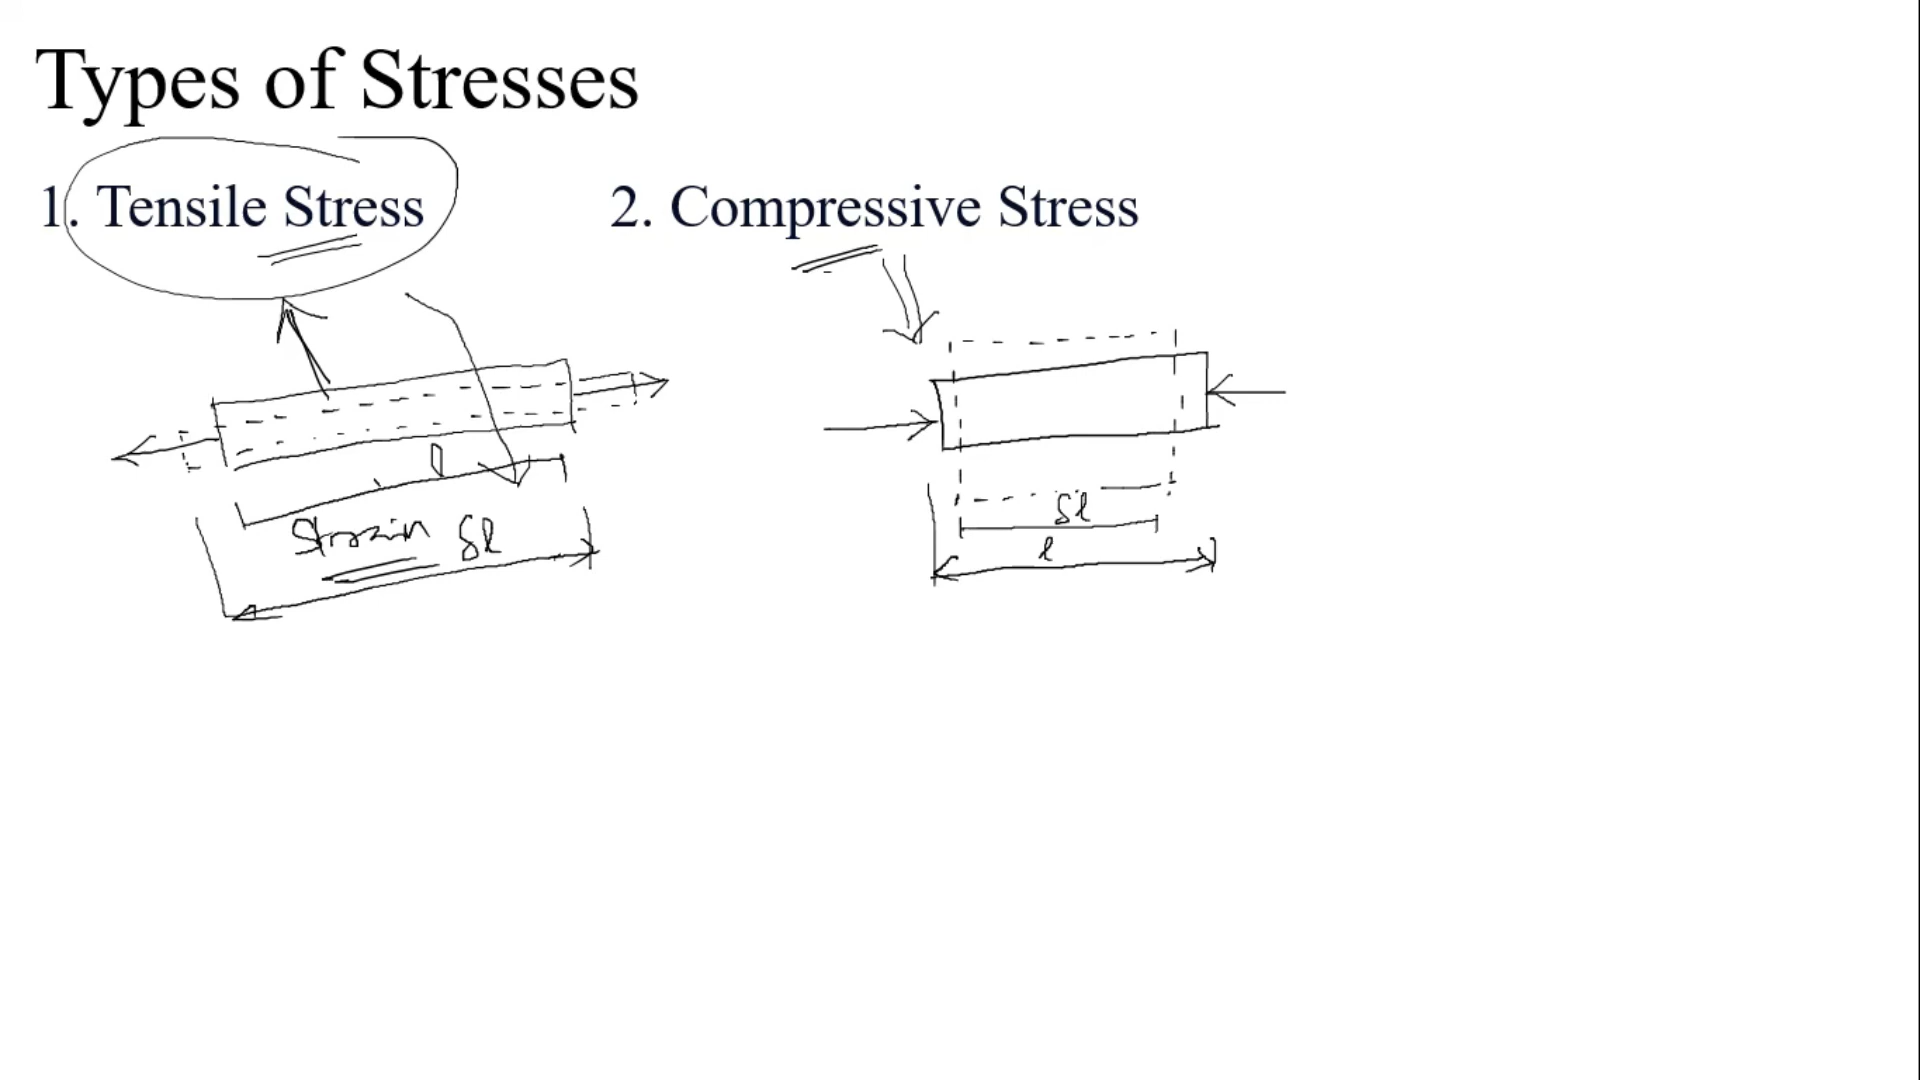 Types of Stresses
1. Tensile Stress
2. Compressive Stress
l
Strain δl
δl
l